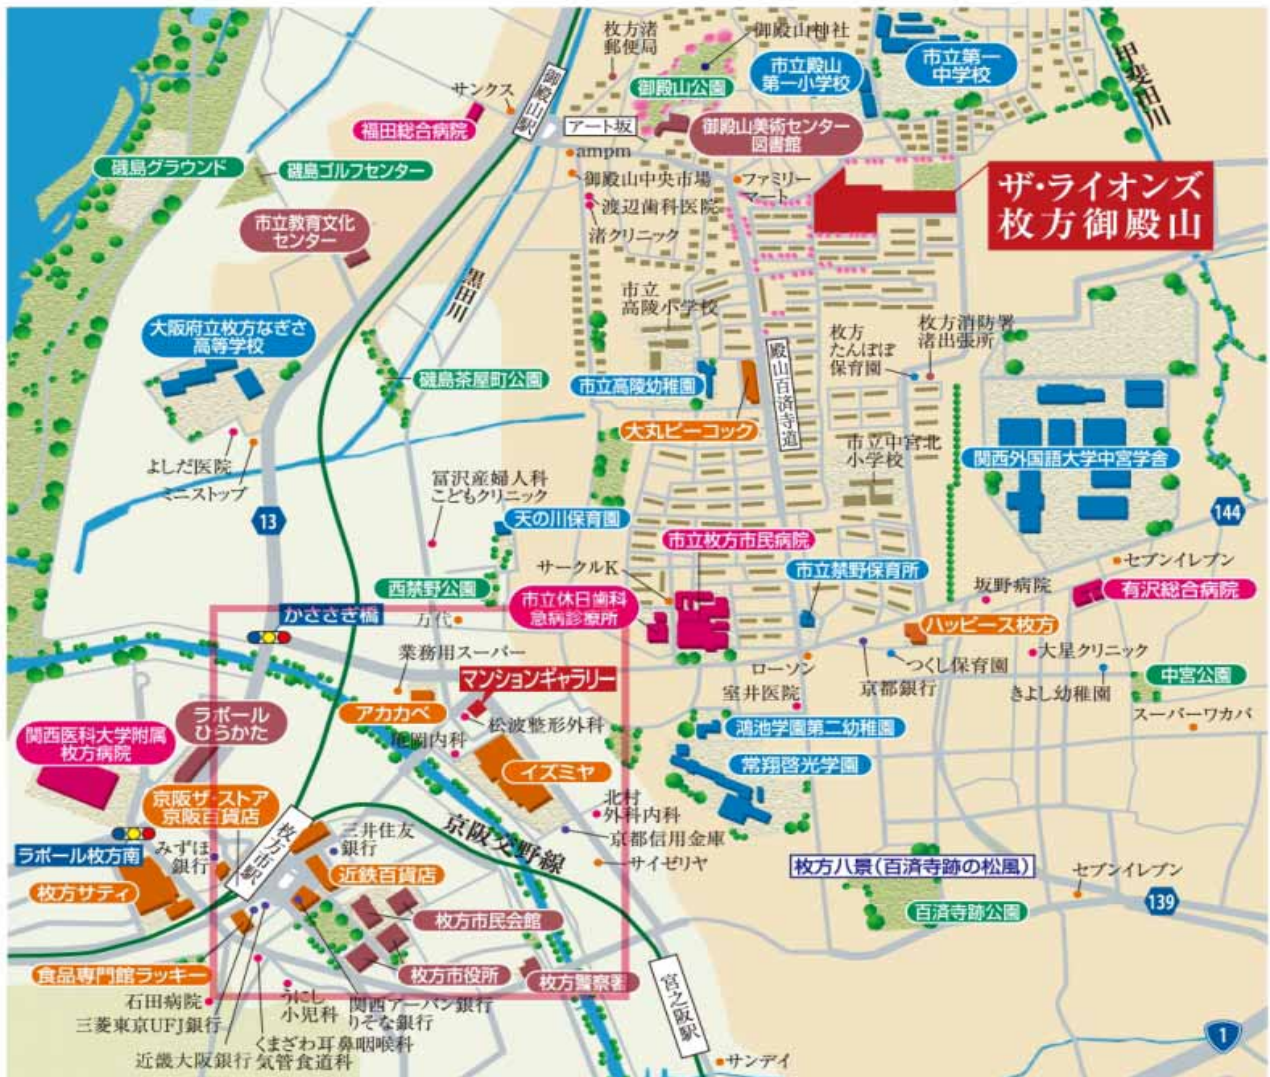 枚方渚
郵便局
御殿山神社
市立殿山
第一小学校
市立第一
中学校
甲斐田川
御殿山公園
サンクス
御殿山駅
アート坂
福田総合病院
御殿山美術センター
図書館
ampm
磯島グラウンド
磯島ゴルフセンター
御殿山中央市場
ファミリー
マート
ザ・ライオンズ
枚方御殿山
渡辺歯科医院
市立教育文化
センター
渚クリニック
黒田川
市立
高陵小学校
大阪府立枚方なぎさ
高等学校
枚方
たんぽぽ
保育園
枚方消防署
渚出張所
殿山百済寺道
磯島茶屋町公園
市立高陵幼稚園
大丸ピーコック
市立中宮北
小学校
関西外国語大学中宮学舎
よしだ医院
ミニストップ
冨沢産婦人科
こどもクリニック
13
天の川保育園
144
市立枚方市民病院
セブンイレブン
サークルK
市立禁野保育所
坂野病院
西禁野公園
市立休日歯科
急病診療所
有沢総合病院
かささぎ橋
万代
ハッピース枚方
業務用スーパー
大星クリニック
ローソン
つくし保育園
マンションギャラリー
京都銀行
きよし幼稚園
中宮公園
室井医院
アカカベ
松波整形外科
スーパーワカバ
ラポール
ひらかた
関西医科大学附属
枚方病院
亀岡内科
鴻池学園第二幼稚園
イズミヤ
常翔啓光学園
京阪ザ・ストア
京阪百貨店
北村
外科内科
枚方市駅
三井住友
銀行
京阪交野線
京都信用金庫
みずほ
銀行
ラポール枚方南
サイゼリヤ
枚方八景(百済寺跡の松風)
近鉄百貨店
枚方サティ
セブンイレブン
139
枚方市民会館
百済寺跡公園
食品専門館ラッキー
枚方市役所
枚方警察署
宮之阪駅
石田病院
うにし
小児科
関西アーバン銀行
りそな銀行
三菱東京UFJ銀行
くまざわ耳鼻咽喉科
気管食道科
近畿大阪銀行
サンデイ
1